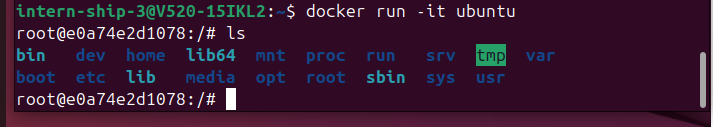 intern-ship-3@V520-15IKL2:~$ docker run -it ubuntu
root@e0a74e2d1078:/# ls
bin dev home lib64 mnt proc run srv tmp var
boot etc lib media opt root sbin sys usr
root@e0a74e2d1078:/#